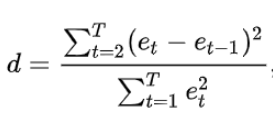 d = \frac{\sum_{t=2}^{T}(e_t - e_{t-1})^2}{\sum_{t=1}^{T} e_t^2},